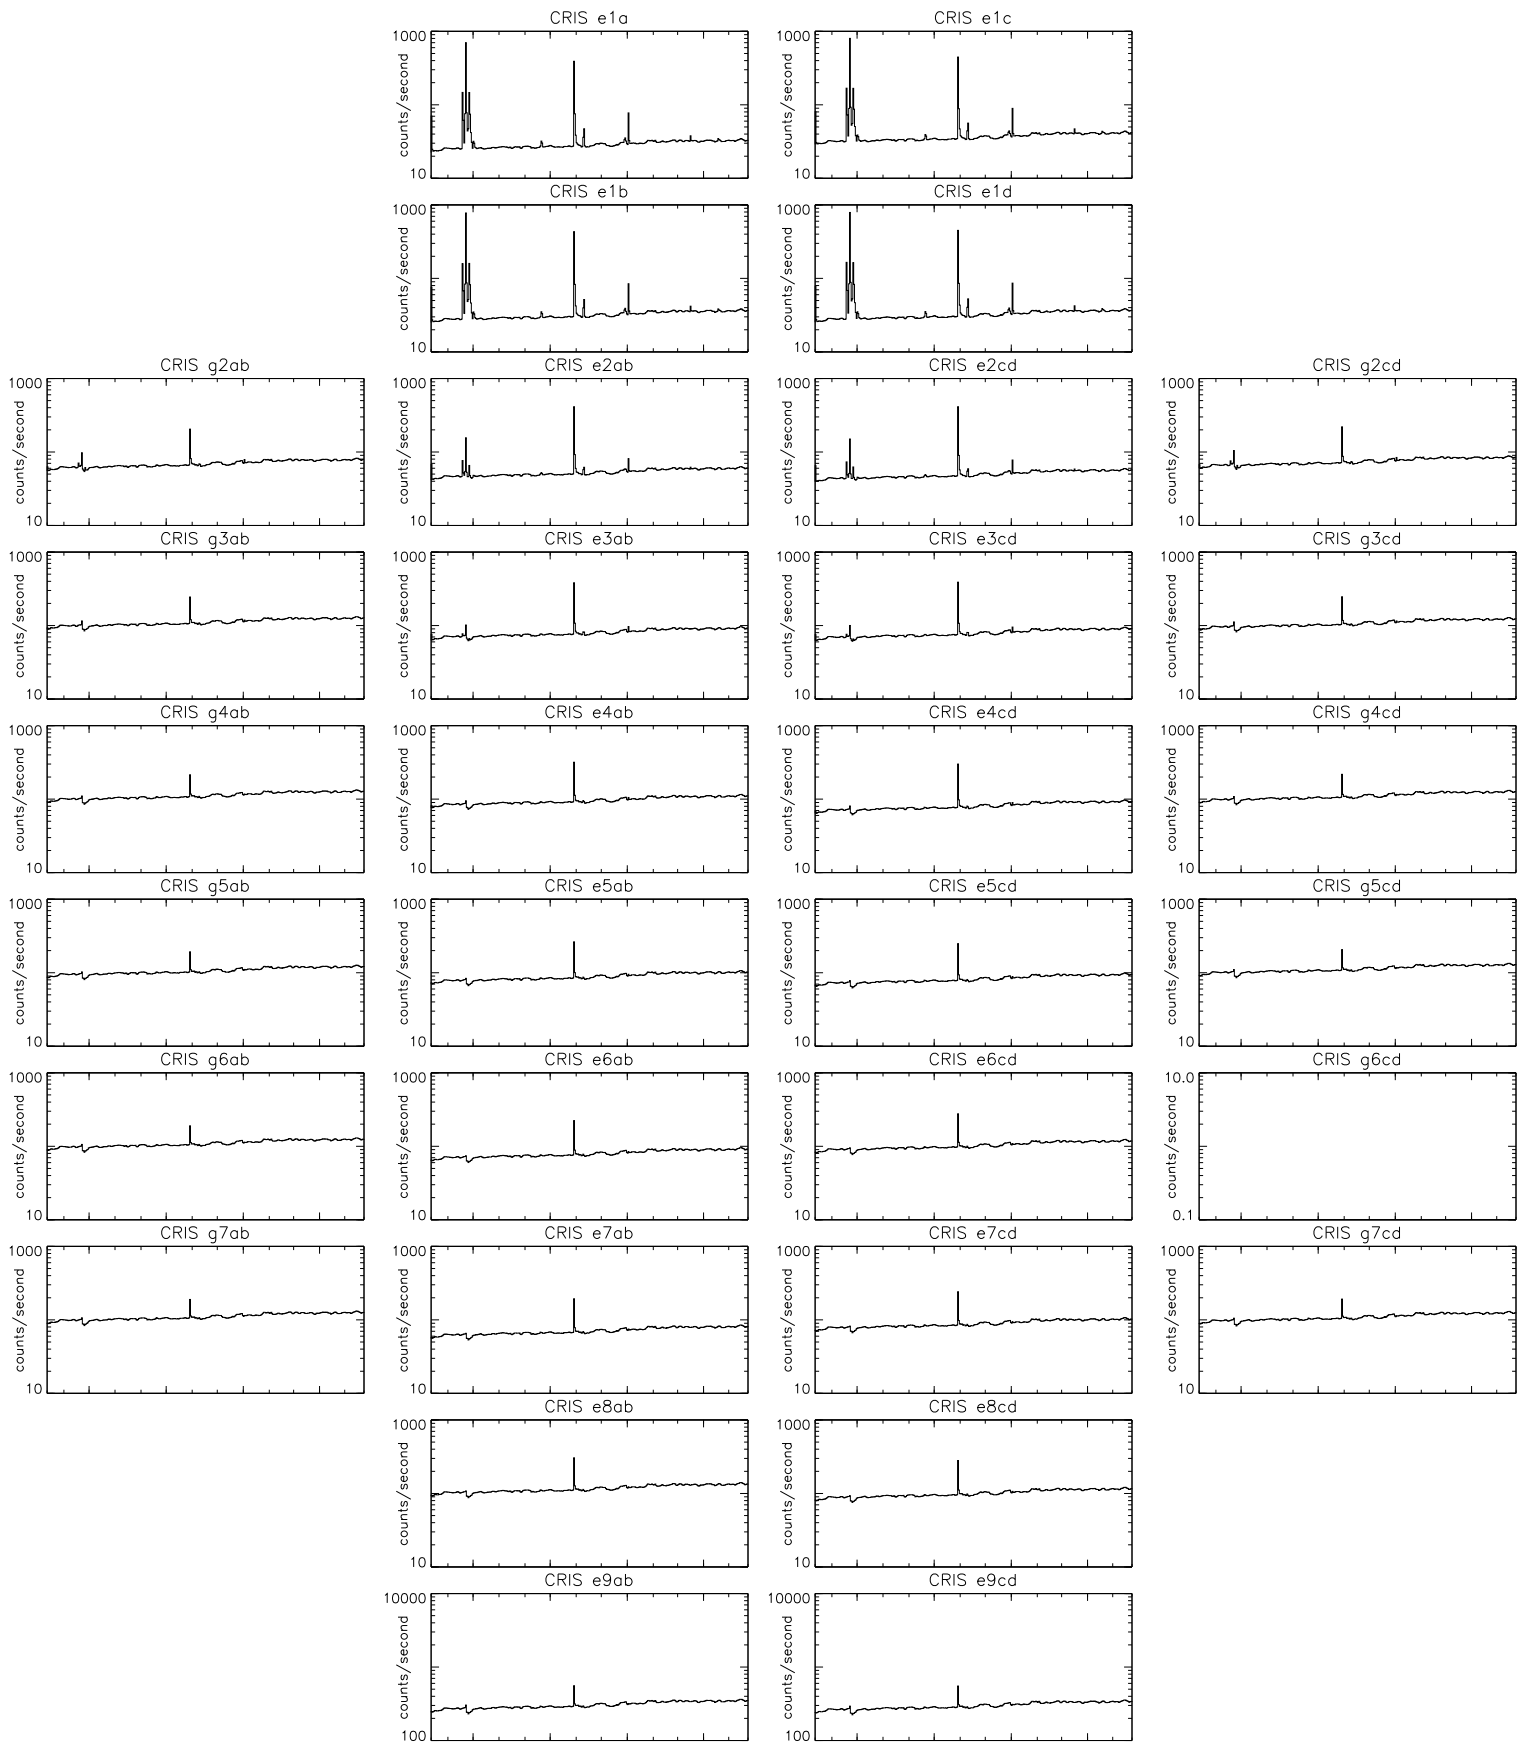 CRIS e1a CRIS e1c
1000 1000
counts/second counts/second
10 10
CRIS e1b CRIS e1d
1000 1000
counts/second counts/second
10 10
CRIS g2ab CRIS e2ab CRIS e2cd CRIS g2cd
1000 1000 1000 1000
counts/second counts/second counts/second counts/second
10 10 10 10
CRIS g3ab CRIS e3ab CRIS e3cd CRIS g3cd
1000 1000 1000 1000
counts/second counts/second counts/second counts/second
10 10 10 10
CRIS g4ab CRIS e4ab CRIS e4cd CRIS g4cd
1000 1000 1000 1000
counts/second counts/second counts/second counts/second
10 10 10 10
CRIS g5ab CRIS e5ab CRIS e5cd CRIS g5cd
1000 1000 1000 1000
counts/second counts/second counts/second counts/second
10 10 10 10
CRIS g6ab CRIS e6ab CRIS e6cd CRIS g6cd
1000 1000 1000 10.0
counts/second counts/second counts/second counts/second
10 10 10 0.1
CRIS g7ab CRIS e7ab CRIS e7cd CRIS g7cd
1000 1000 1000 1000
counts/second counts/second counts/second counts/second
10 10 10 10
CRIS e8ab CRIS e8cd
1000 1000
counts/second counts/second
10 10
CRIS e9ab CRIS e9cd
10000 10000
counts/second counts/second
100 100